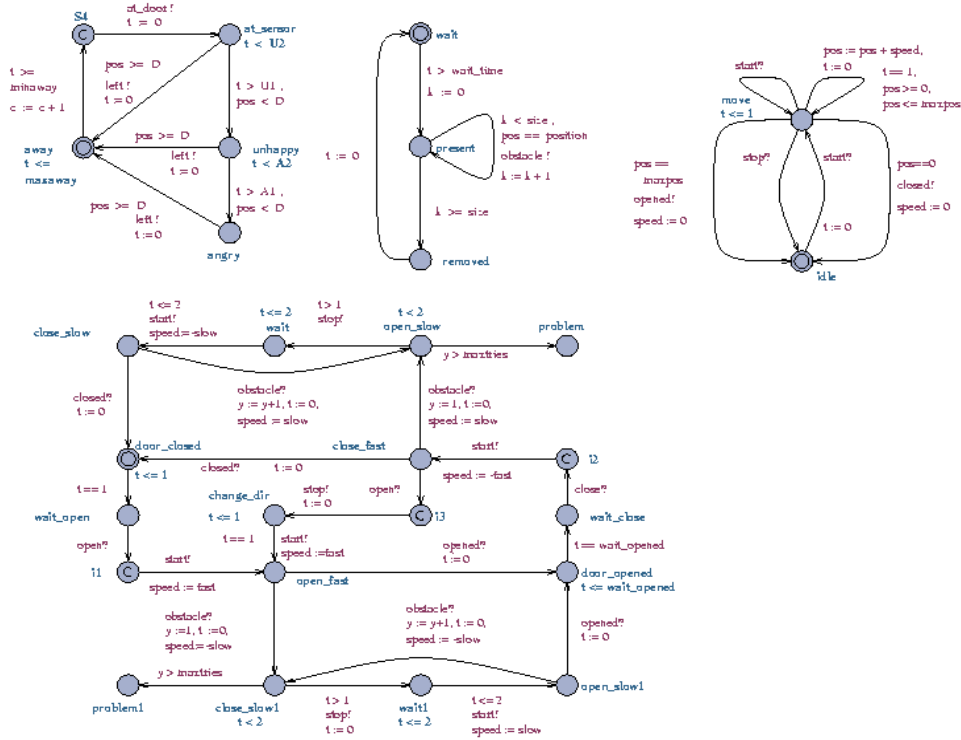 S4
C
at_door!
t := 0
at_sensor
t < U2
t >=
minaway
c := c + 1
pos >= D
left!
t:=0
t > U1 ,
pos < D
away
t <=
maxaway
pos >= D
left!
t:=0
unhappy
t < A2
t > A1 ,
pos < D
pos >= D
left!
t:=0
angry
wait
t > wait_time
k := 0
k < size ,
pos == position
obstacle !
k := k + 1
present
t := 0
k >= size
removed
pos := pos + speed,
t := 0
start?
t == 1,
pos >= 0,
pos <= maxpos
move
t <= 1
stop?
start?
pos ==
maxpos
opened!
speed := 0
pos==0
closed!
speed := 0
t := 0
idle
t <= 2
start!
speed := -slow
close_slow
t <= 2
wait
t > 1
stop!
t < 2
open_slow
problem
y > maxtries
obstacle?
y := y+1, t := 0,
speed := slow
obstacle?
y := 1, t := 0,
speed := slow
closed?
t := 0
door_closed
t <= 1
close_fast
closed?
t := 0
start!
speed := -fast
C
i2
t == 1
close?
wait_open
change_dir
t <= 1
stop!
t := 0
open?
C
i3
wait_close
open?
t == 1
start!
speed :=fast
opened?
t := 0
t == wait_opened
i1
C
start!
speed := fast
open_fast
door_opened
t <= wait_opened
obstacle?
y :=1, t :=0,
speed := -slow
obstacle?
y := y+1, t := 0,
speed := -slow
opened?
t := 0
y > maxtries
problem1
close_slow1
t < 2
t > 1
stop!
t := 0
wait1
t <= 2
t <= 2
start!
speed := slow
open_slow1